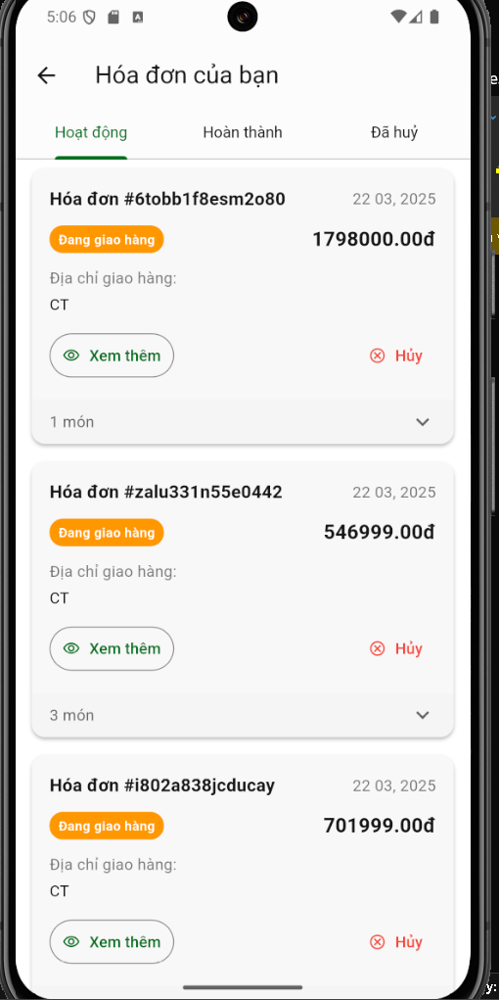 5:06
Hóa đơn của bạn
Hoạt động Hoàn thành Đã huỷ
Hóa đơn #6tobb1f8esm2o80 22 03, 2025
Đang giao hàng 1798000.00đ
Địa chỉ giao hàng:
CT
Xem thêm Hủy
1 món
Hóa đơn #zalu331n55e0442 22 03, 2025
Đang giao hàng 546999.00đ
Địa chỉ giao hàng:
CT
Xem thêm Hủy
3 món
Hóa đơn #i802a838jcducay 22 03, 2025
Đang giao hàng 701999.00đ
Địa chỉ giao hàng:
CT
Xem thêm Hủy